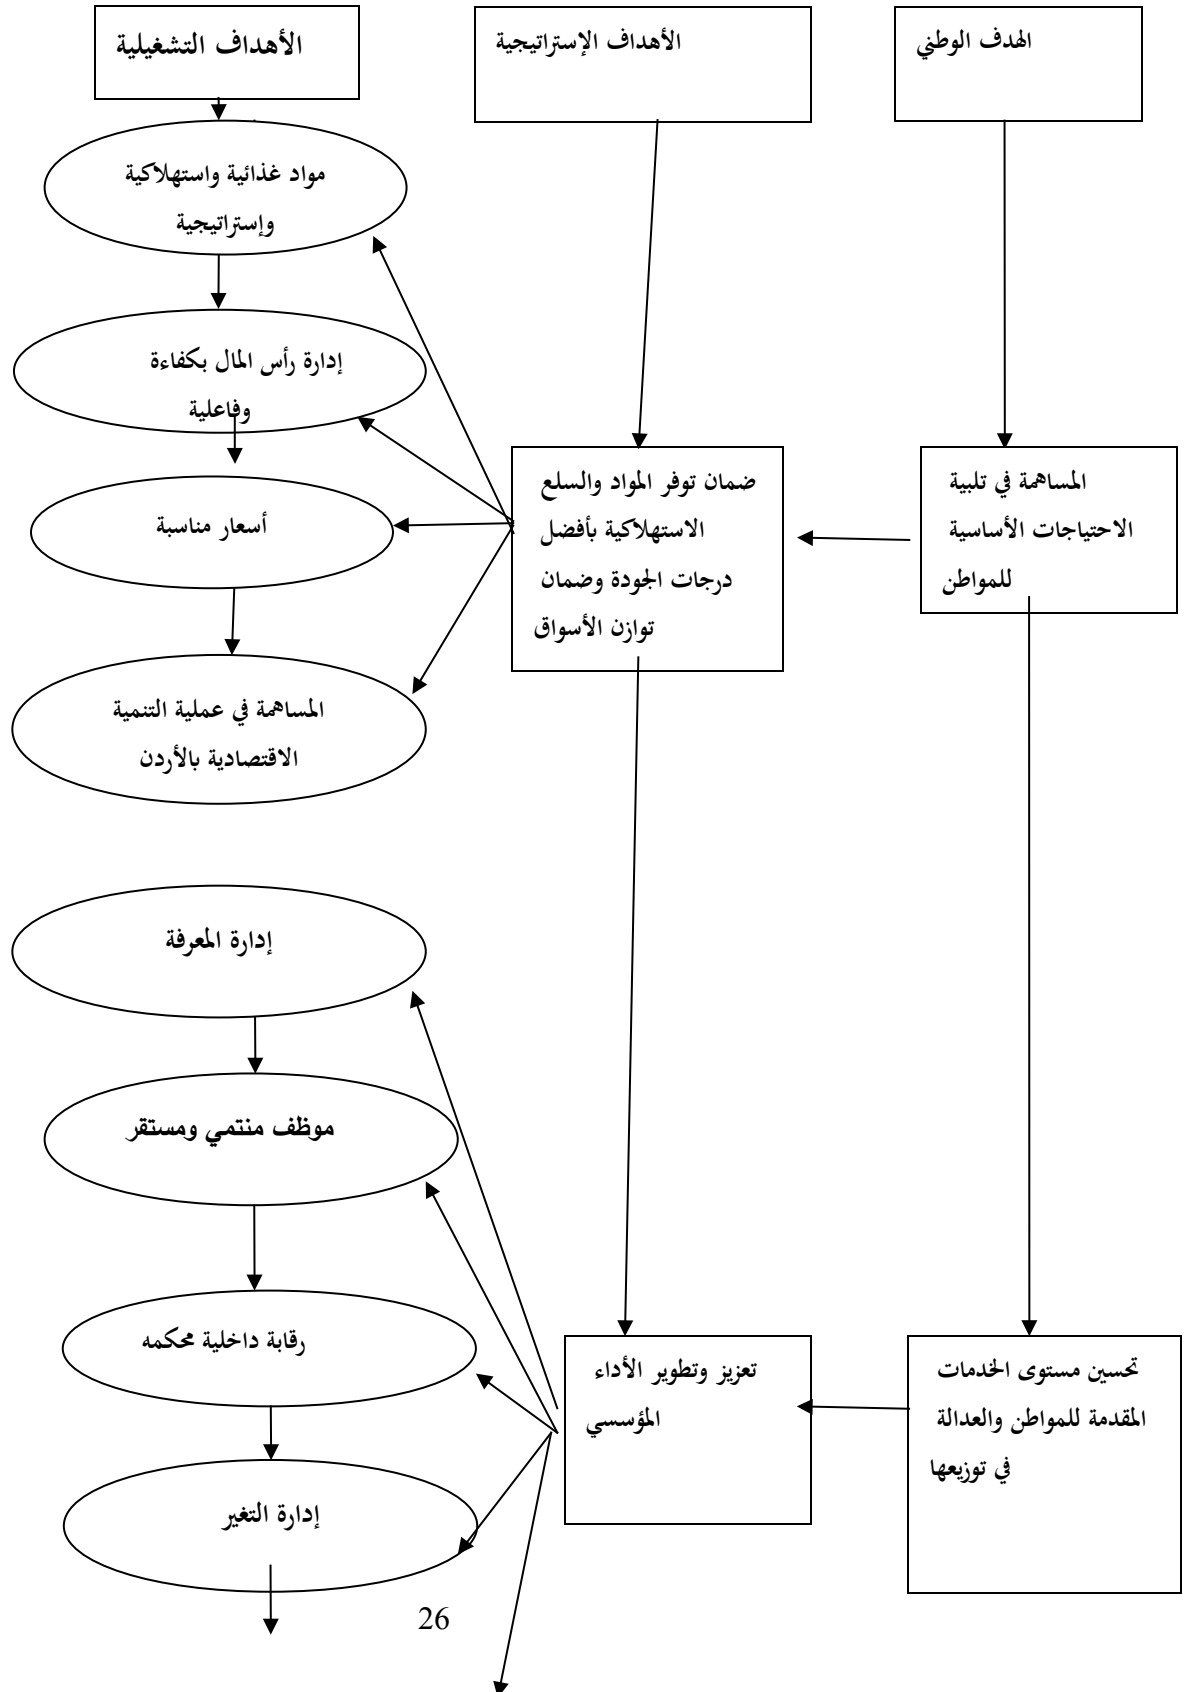 الهدف الوطني
الأهداف الإستراتيجية
الأهداف التشغيلية
مواد غذائية واستهلاكية
وإستراتيجية
إدارة رأس المال بكفاءة
وفاعلية
المساهمة في تلبية
الاحتياجات الأساسية
للمواطن
ضمان توفر المواد والسلع
الاستهلاكية بأفضل
درجات الجودة وضمان
توازن الأسواق
أسعار مناسبة
المساهمة في عملية التنمية
الاقتصادية بالأردن
إدارة المعرفة
موظف منتمي ومستقر
رقابة داخلية محكمه
تحسين مستوى الخدمات
المقدمة للمواطن والعدالة
في توزيعها
تعزيز وتطوير الأداء
المؤسسي
إدارة التغير
26